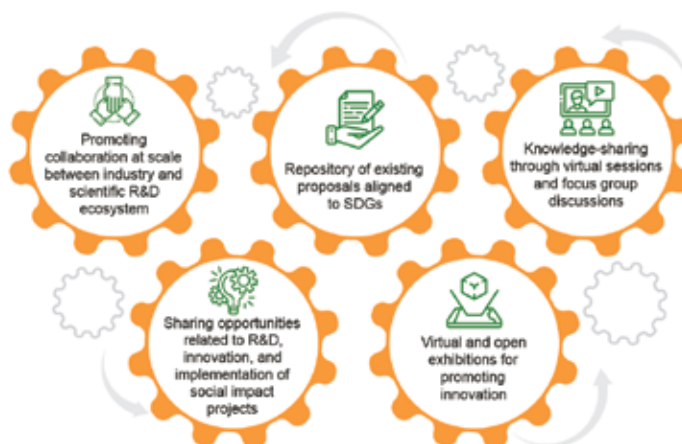 Promoting
collaboration at scale
between industry and
scientific R&D
ecosystem
Repository of existing
proposals aligned
to SDGs
Knowledge-sharing
through virtual sessions
and focus group
discussions
Sharing opportunities
related to R&D,
innovation, and
implementation of
social impact
projects
Virtual and open
exhibitions for
promoting
innovation